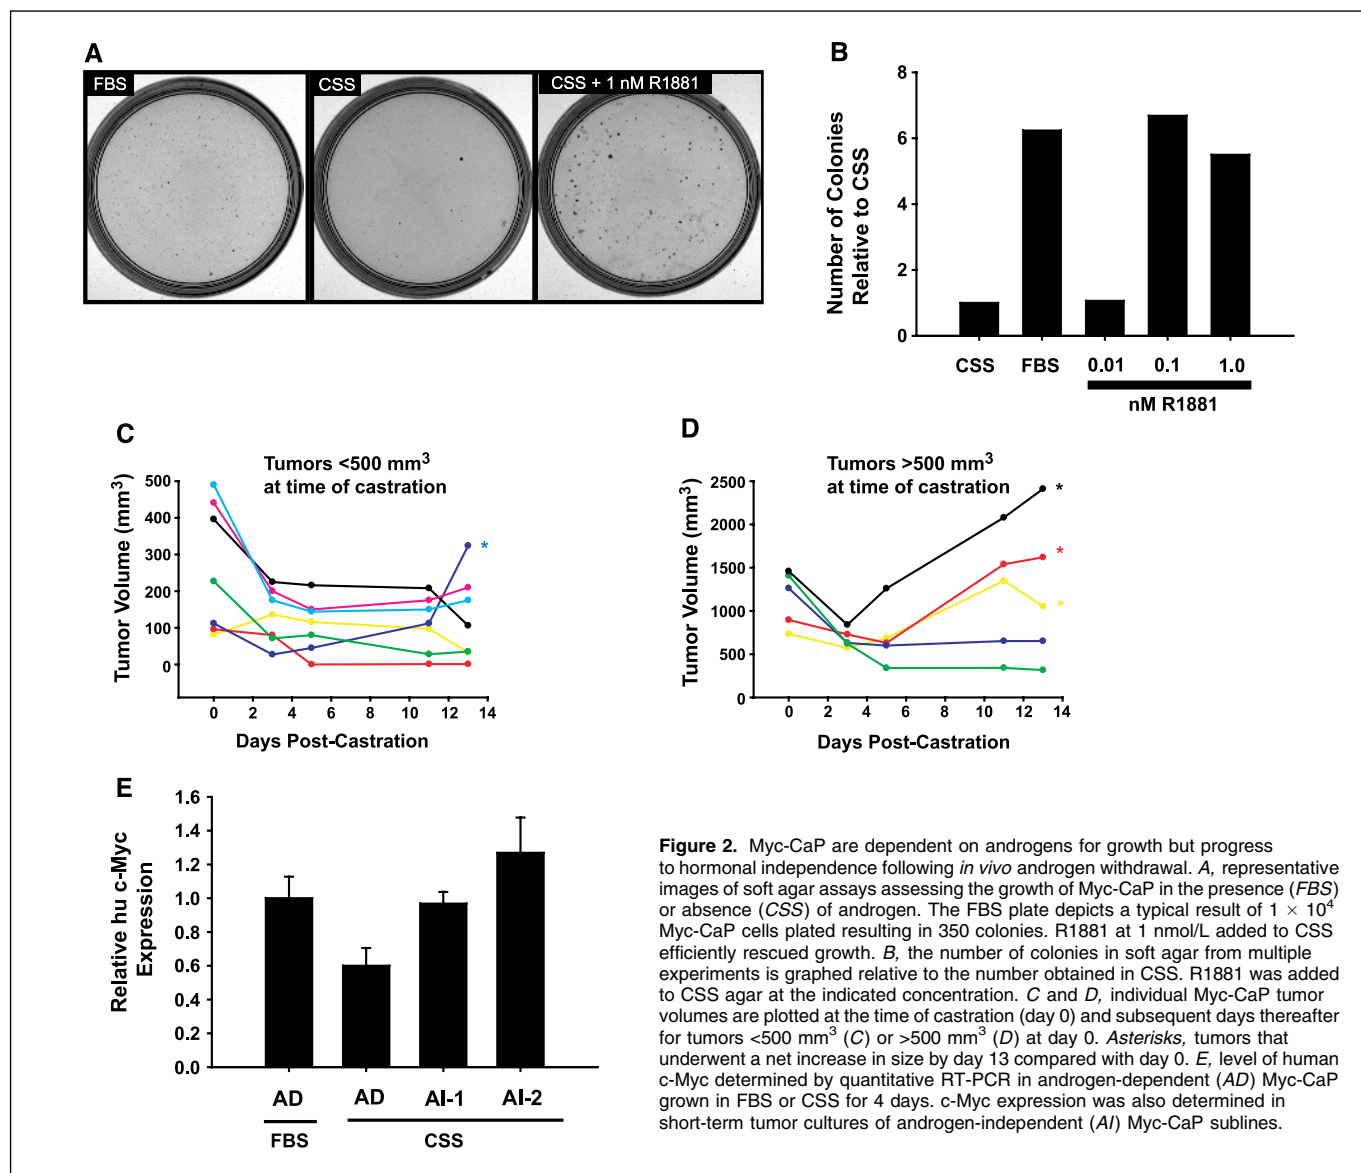 A
FBS
CSS
CSS + 1 nM R1881
B
Number of Colonies
Relative to CSS
8
6
4
2
0
CSS FBS 0.01 0.1 1.0
nM R1881
C
Tumors <500 mm3
at time of castration
Tumor Volume (mm3)
500
400
300
200
100
0
*
0 2 4 6 8 10 12 14
Days Post-Castration
D
Tumors >500 mm3
at time of castration
Tumor Volume (mm3)
2500
2000
1500
1000
500
0
*
*
*
0 2 4 6 8 10 12 14
Days Post-Castration
E
Relative hu c-Myc
Expression
1.6
1.4
1.2
1.0
0.8
0.6
0.4
0.2
0.0
AD AD AI-1 AI-2
FBS CSS
Figure 2. Myc-CaP are dependent on androgens for growth but progress
to hormonal independence following in vivo androgen withdrawal. A, representative
images of soft agar assays assessing the growth of Myc-CaP in the presence (FBS)
or absence (CSS) of androgen. The FBS plate depicts a typical result of 1 × 104
Myc-CaP cells plated resulting in 350 colonies. R1881 at 1 nmol/L added to CSS
efficiently rescued growth. B, the number of colonies in soft agar from multiple
experiments is graphed relative to the number obtained in CSS. R1881 was added
to CSS agar at the indicated concentration. C and D, individual Myc-CaP tumor
volumes are plotted at the time of castration (day 0) and subsequent days thereafter
for tumors <500 mm3 (C) or >500 mm3 (D) at day 0. Asterisks, tumors that
underwent a net increase in size by day 13 compared with day 0. E, level of human
c-Myc determined by quantitative RT-PCR in androgen-dependent (AD) Myc-CaP
grown in FBS or CSS for 4 days. c-Myc expression was also determined in
short-term tumor cultures of androgen-independent (AI) Myc-CaP sublines.